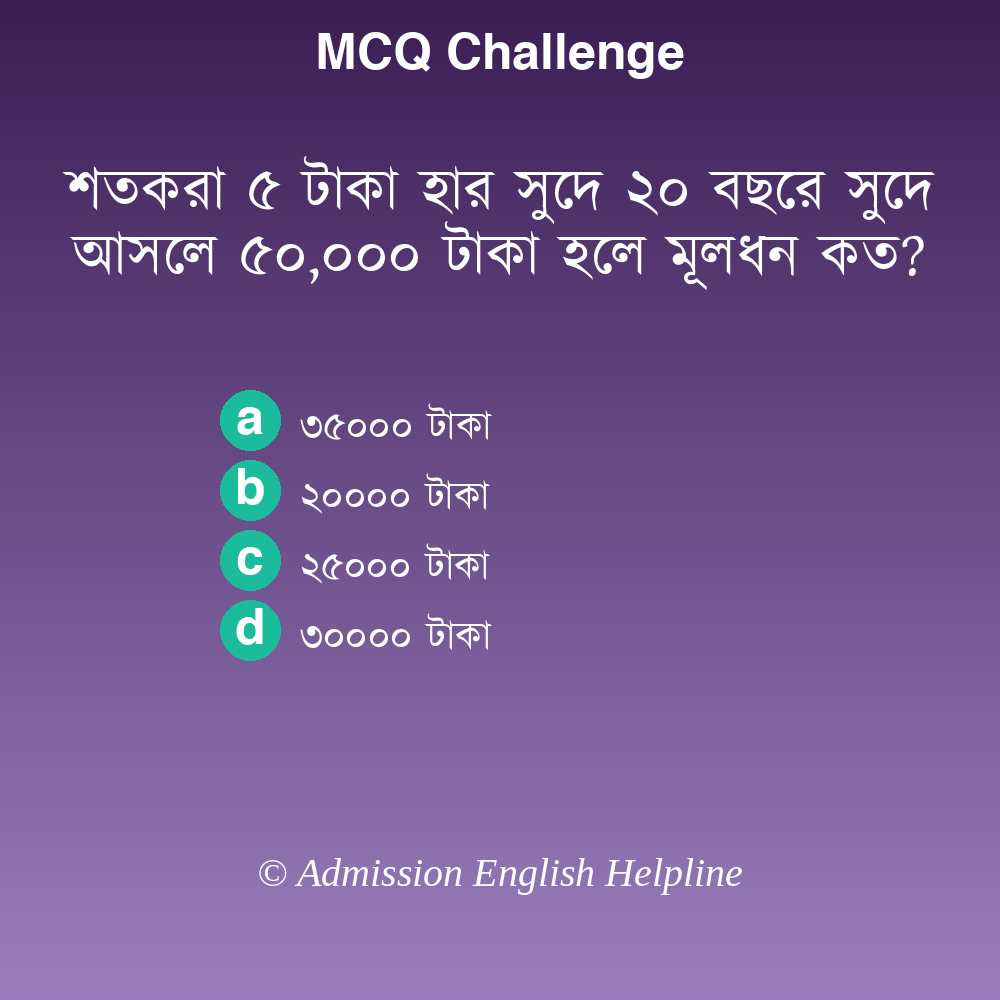 MCQ Challenge
শতকরা ৫ টাকা হার সুদে ২০ বছরে সুদে
আসলে ৫০,০০০ টাকা হলে মূলধন কত?
a ৩৫০০০ টাকা
b ২০০০০ টাকা
c ২৫০০০ টাকা
d ৩০০০০ টাকা
© Admission English Helpline